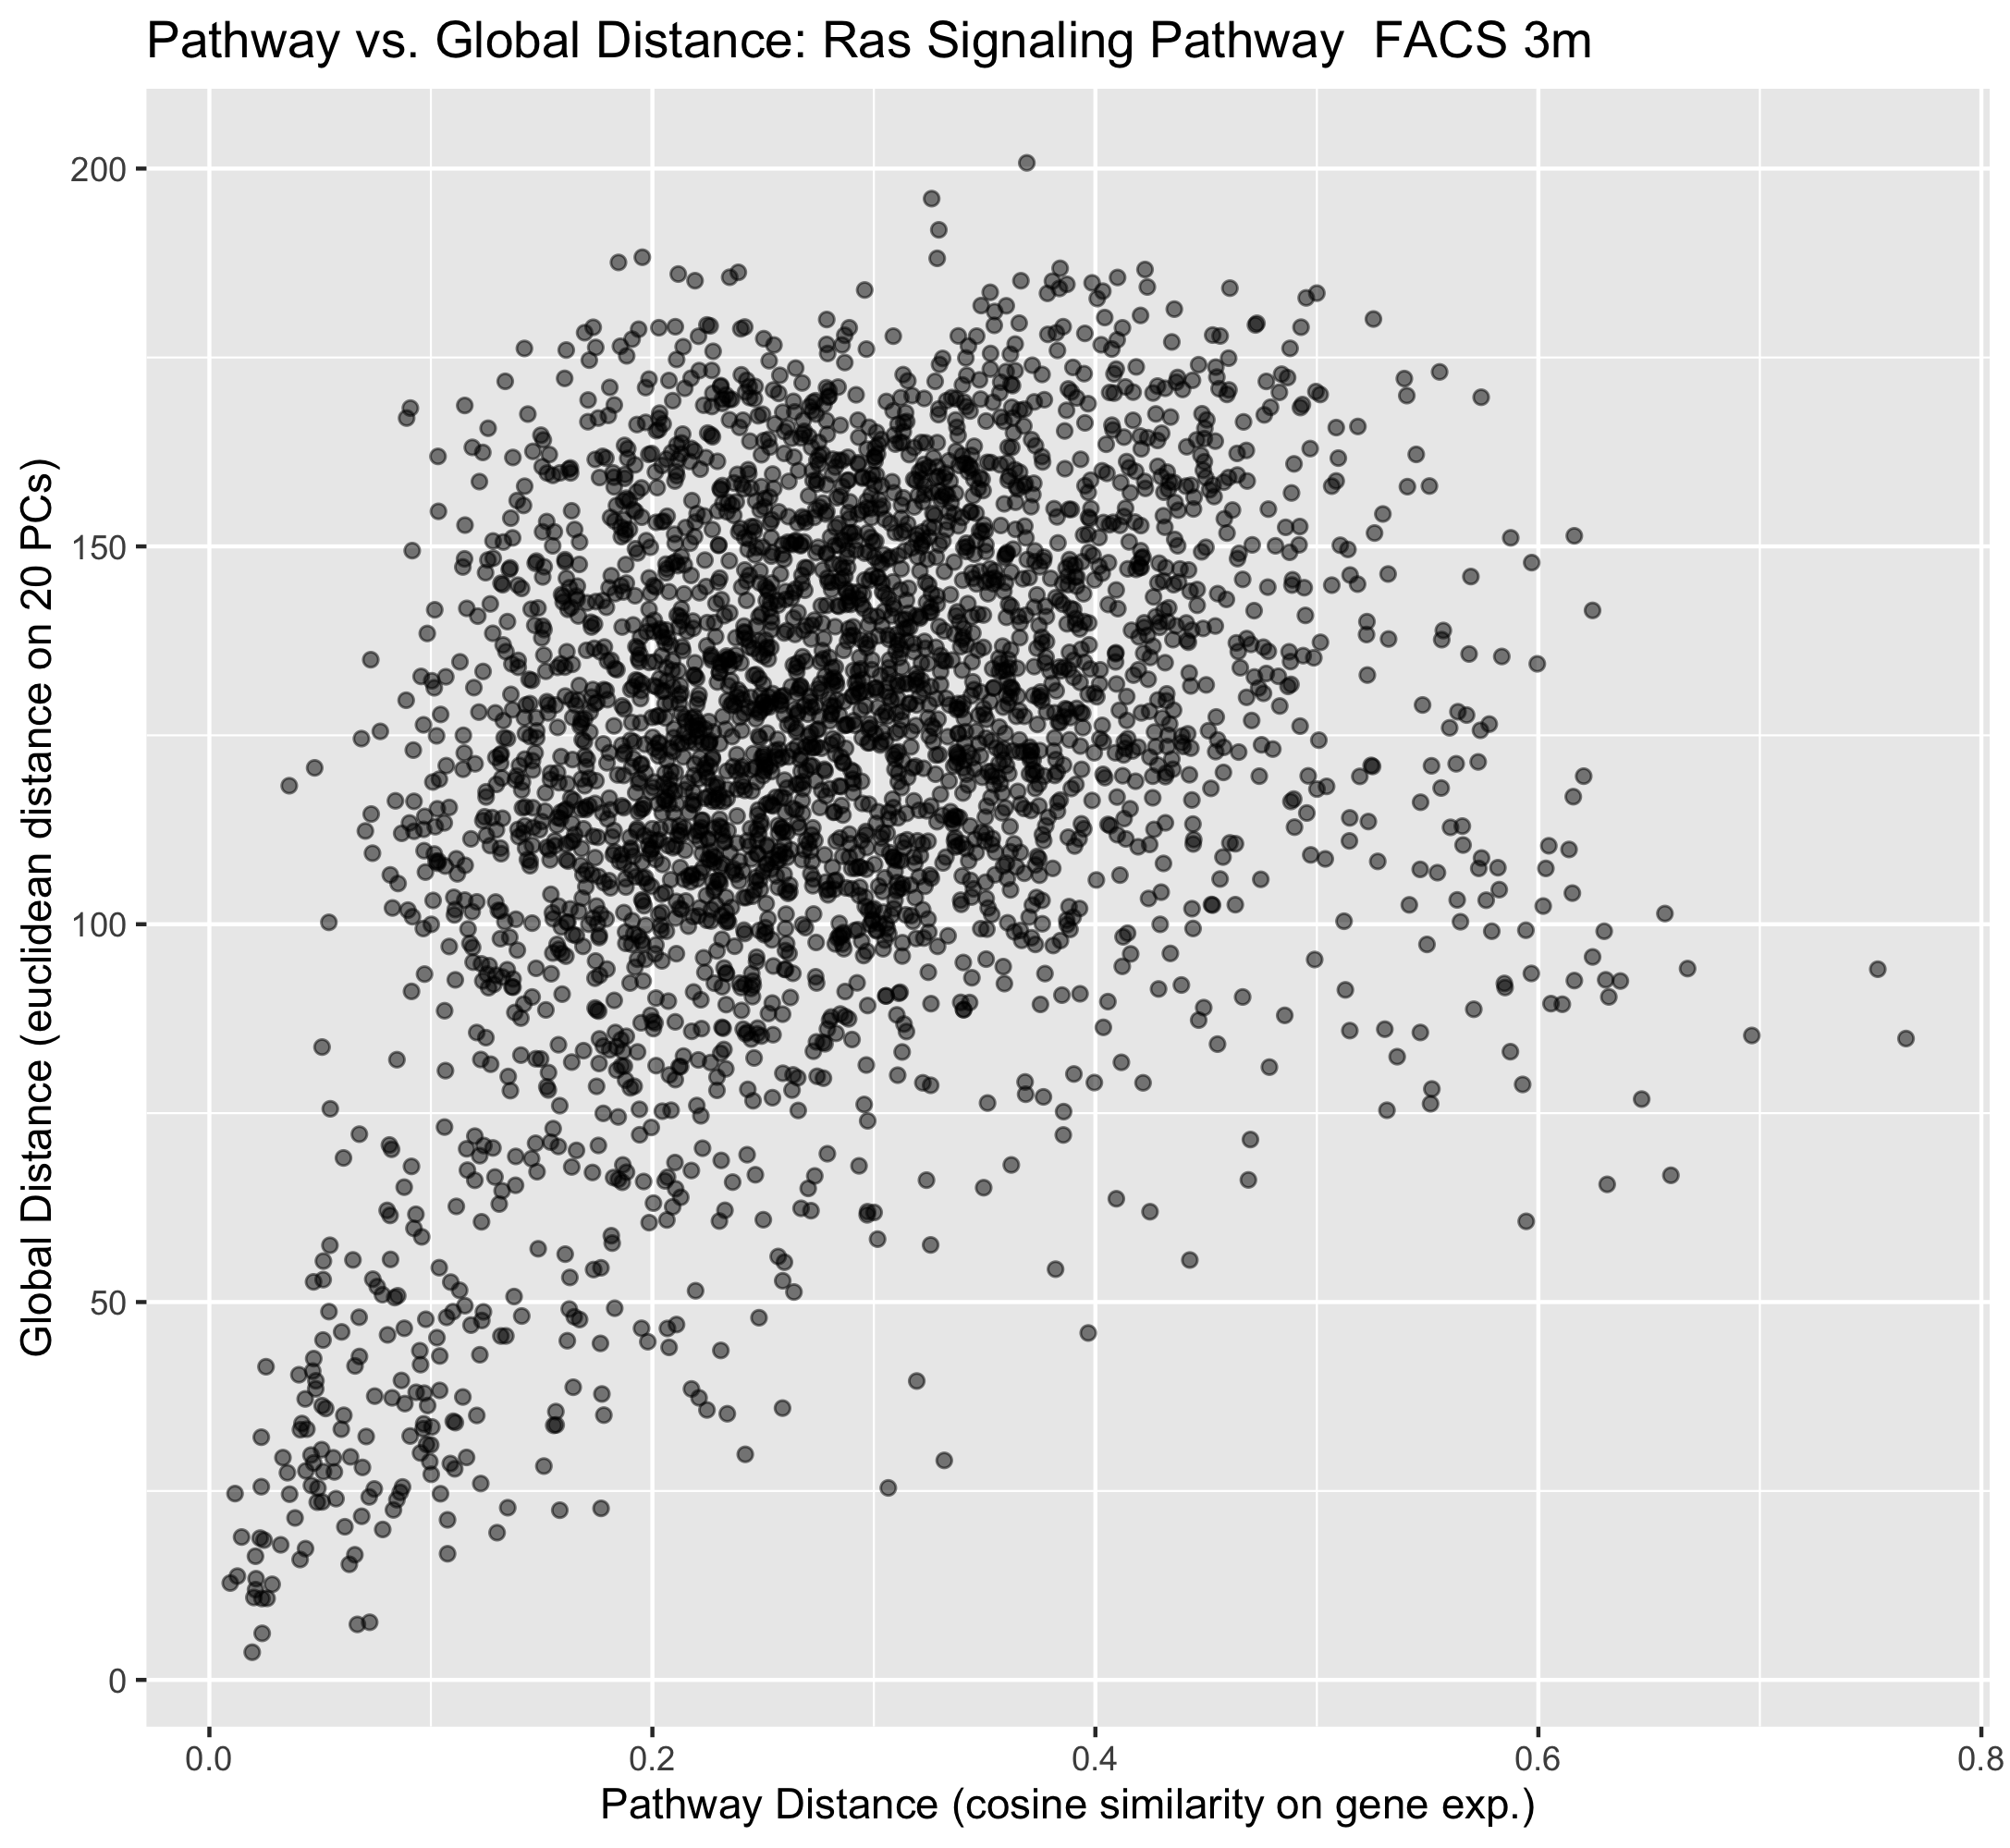 Pathway vs. Global Distance: Ras Signaling Pathway  FACS 3m
Global Distance (euclidean distance on 20 PCs)
200
150
100
50
0
0.0 0.2 0.4 0.6 0.8
Pathway Distance (cosine similarity on gene exp.)